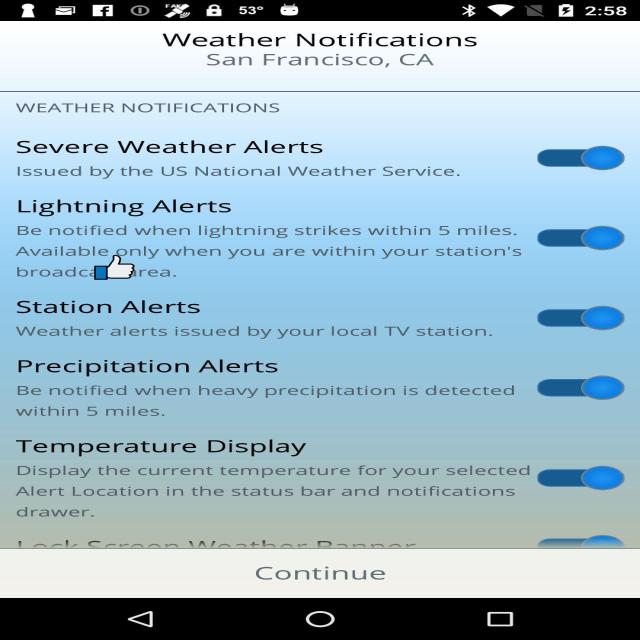 53° 2:58
Weather Notifications
San Francisco, CA
WEATHER NOTIFICATIONS
Severe Weather Alerts
Issued by the US National Weather Service.
Lightning Alerts
Be notified when lightning strikes within 5 miles.
Available only when you are within your station's
area.
Station Alerts
Weather alerts issued by your local TV station.
Precipitation Alerts
Be notified when heavy precipitation is detected
within 5 miles.
Temperature Display
Display the current temperature for your selected
Alert Location in the status bar and notifications
drawer.
Lock Screen Weather Banner
Continue